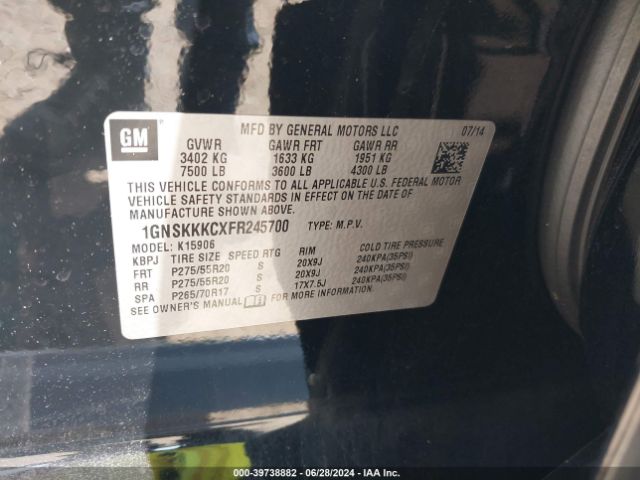 GM
MFD BY GENERAL MOTORS LLC 07/14
GVWR GAWR FRT GAWR RR
3402 KG 1633 KG 1951 KG
7500 LB 3600 LB 4300 LB
THIS VEHICLE CONFORMS TO ALL APPLICABLE U.S. FEDERAL MOTOR
VEHICLE SAFETY STANDARDS IN EFFECT ON THE DATE OF
MANUFACTURE SHOWN ABOVE.
1GNSKKKCXFR245700 TYPE: M.P.V.
MODEL: K15906
KBPJ TIRE SIZE SPEED RTG RIM COLD TIRE PRESSURE
FRT P275/55R20 S 20X9J 240KPA(35PSI)
RR P275/55R20 S 20X9J 240KPA(35PSI)
SPA P265/70R17 S 17X7.5J 240KPA(35PSI)
SEE OWNER'S MANUAL FOR MORE INFORMATION.
000-39738882 - 06/28/2024 - IAA Inc.